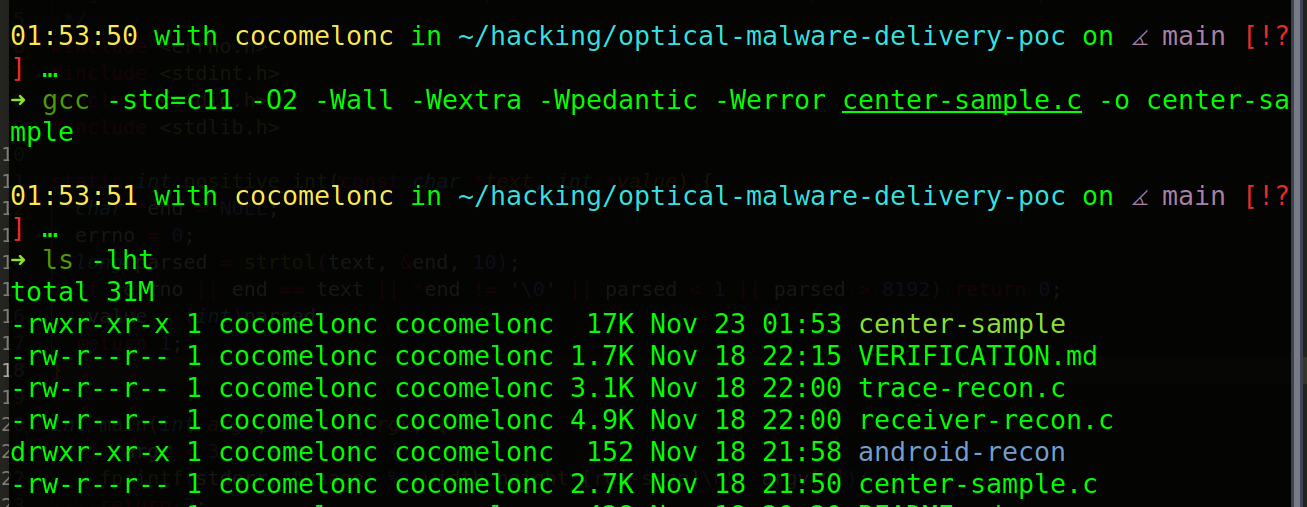 01:53:50 with cocomelonc in ~/hacking/optical-malware-delivery-poc on ∡ main [!?
] …
➜ gcc -std=c11 -O2 -Wall -Wextra -Wpedantic -Werror center-sample.c -o center-sa
mple
01:53:51 with cocomelonc in ~/hacking/optical-malware-delivery-poc on ∡ main [!?
] …
➜ ls -lht
total 31M
-rwxr-xr-x 1 cocomelonc cocomelonc  17K Nov 23 01:53 center-sample
-rw-r--r-- 1 cocomelonc cocomelonc 1.7K Nov 18 22:15 VERIFICATION.md
-rw-r--r-- 1 cocomelonc cocomelonc 3.1K Nov 18 22:00 trace-recon.c
-rw-r--r-- 1 cocomelonc cocomelonc 4.9K Nov 18 22:00 receiver-recon.c
drwxr-xr-x 1 cocomelonc cocomelonc  152 Nov 18 21:58 android-recon
-rw-r--r-- 1 cocomelonc cocomelonc 2.7K Nov 18 21:50 center-sample.c